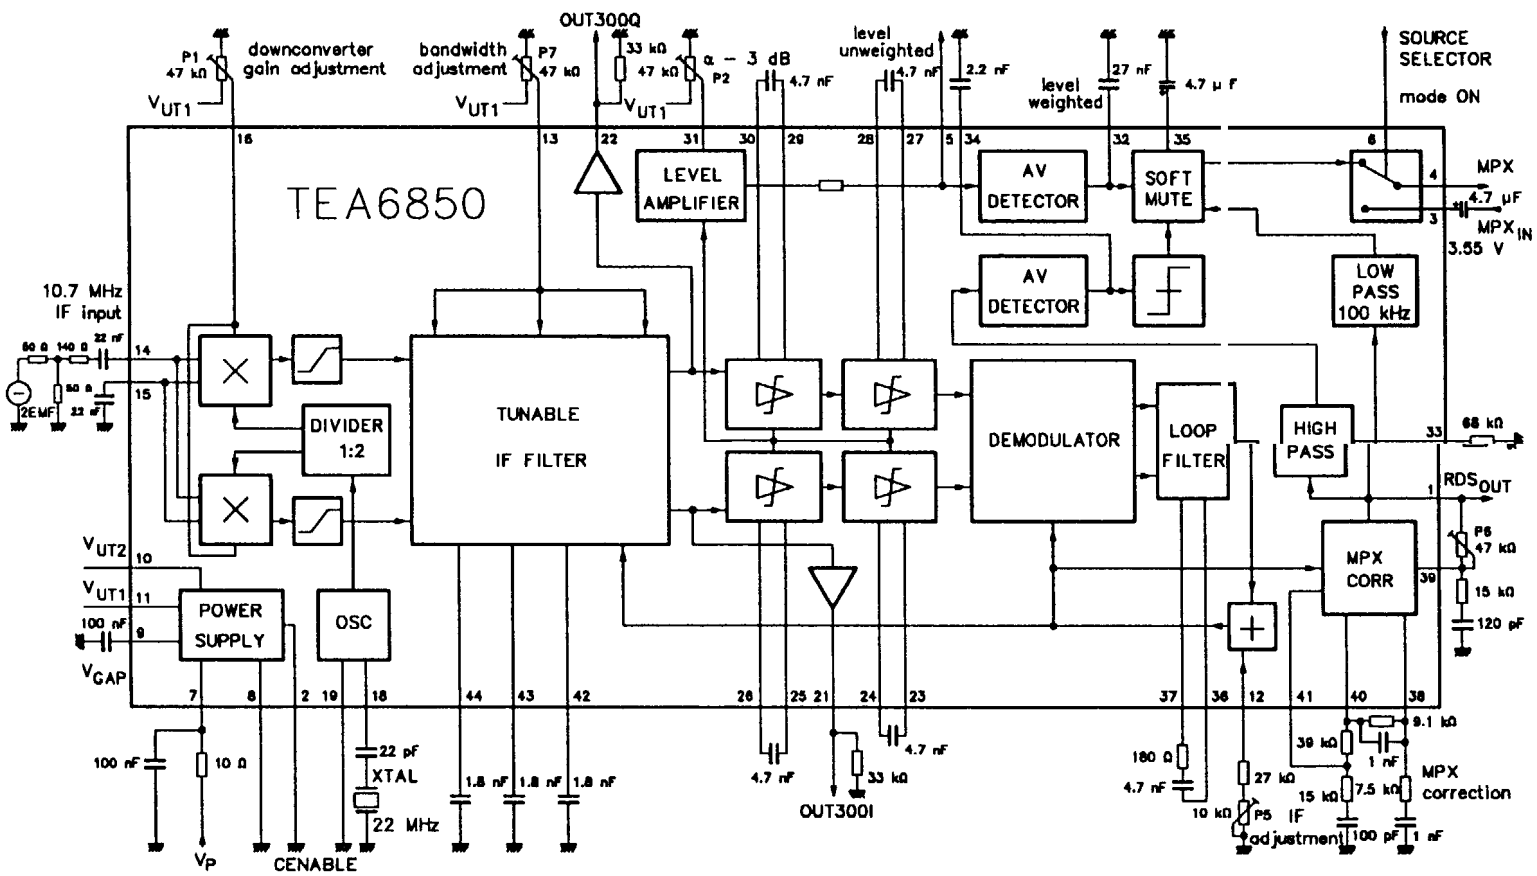 OUT300Q
P1
47 kΩ
downconverter
gain adjustment
VUT1
bandwidth
adjustment
P7
47 kΩ
VUT1
33 kΩ
47 kΩ
P2
VUT1
α - 3 dB
4.7 nF
4.7 nF
level
unweighted
2.2 nF
level
weighted
27 nF
4.7 μF
SOURCE
SELECTOR
mode ON
16
13
22
31
30
29
28
27
5
34
32
35
6
TEA6850
LEVEL
AMPLIFIER
AV
DETECTOR
SOFT
MUTE
4
MPX
3
4.7 μF
MPXIN
3.55 V
AV
DETECTOR
LOW
PASS
100 kHz
10.7 MHz
IF input
50 Ω
140 Ω
22 nF
14
15
50 Ω
22 nF
2EMF
DIVIDER
1:2
TUNABLE
IF FILTER
DEMODULATOR
LOOP
FILTER
HIGH
PASS
33
68 kΩ
1
RDSOUT
P6
47 kΩ
39
15 kΩ
120 pF
MPX
CORR
VUT2
10
VUT1
11
100 nF
9
VGAP
POWER
SUPPLY
OSC
7
8
2
19
18
44
43
42
26
25
21
24
23
37
36
12
41
40
38
100 nF
10 Ω
VP
CENABLE
22 pF
XTAL
22 MHz
1.8 nF
1.8 nF
1.8 nF
4.7 nF
33 kΩ
OUT300I
4.7 nF
180 Ω
4.7 nF
27 kΩ
10 kΩ
P5
IF
adjustment
39 kΩ
9.1 kΩ
1 nF
15 kΩ
7.5 kΩ
100 pF
1 nF
MPX
correction